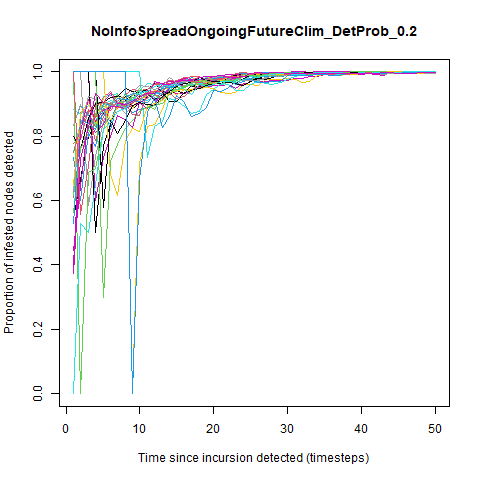 NoInfoSpreadOngoingFutureClim_DetProb_0.2
Proportion of infested nodes detected
1.0
0.8
0.6
0.4
0.2
0.0
0 10 20 30 40 50
Time since incursion detected (timesteps)